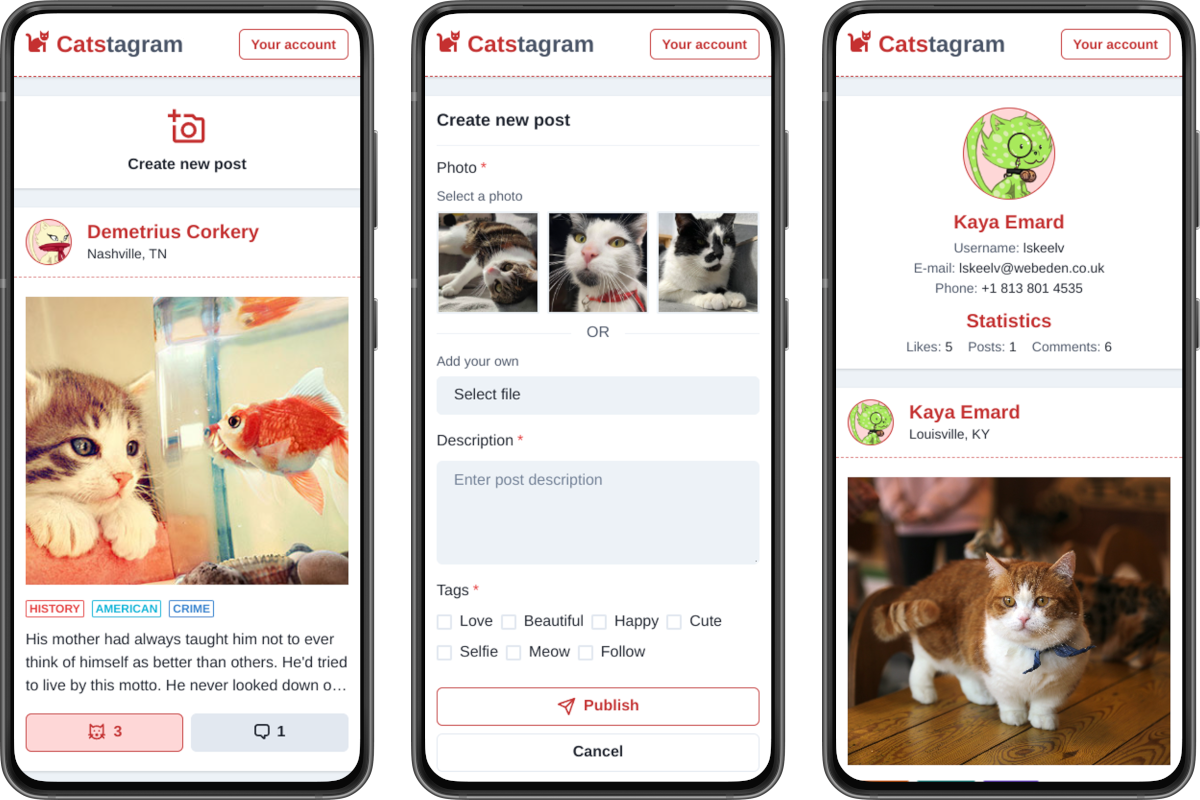 Catstagram
Your account
Create new post
Demetrius Corkery
Nashville, TN
HISTORY AMERICAN CRIME
His mother had always taught him not to ever
think of himself as better than others. He'd tried
to live by this motto. He never looked down o…
3
1
Catstagram
Your account
Create new post
Photo *
Select a photo
OR
Add your own
Select file
Description *
Enter post description
Tags *
Love Beautiful Happy Cute
Selfie Meow Follow
Publish
Cancel
Catstagram
Your account
Kaya Emard
Username: lskeelv
E-mail: lskeelv@webeden.co.uk
Phone: +1 813 801 4535
Statistics
Likes: 5 Posts: 1 Comments: 6
Kaya Emard
Louisville, KY